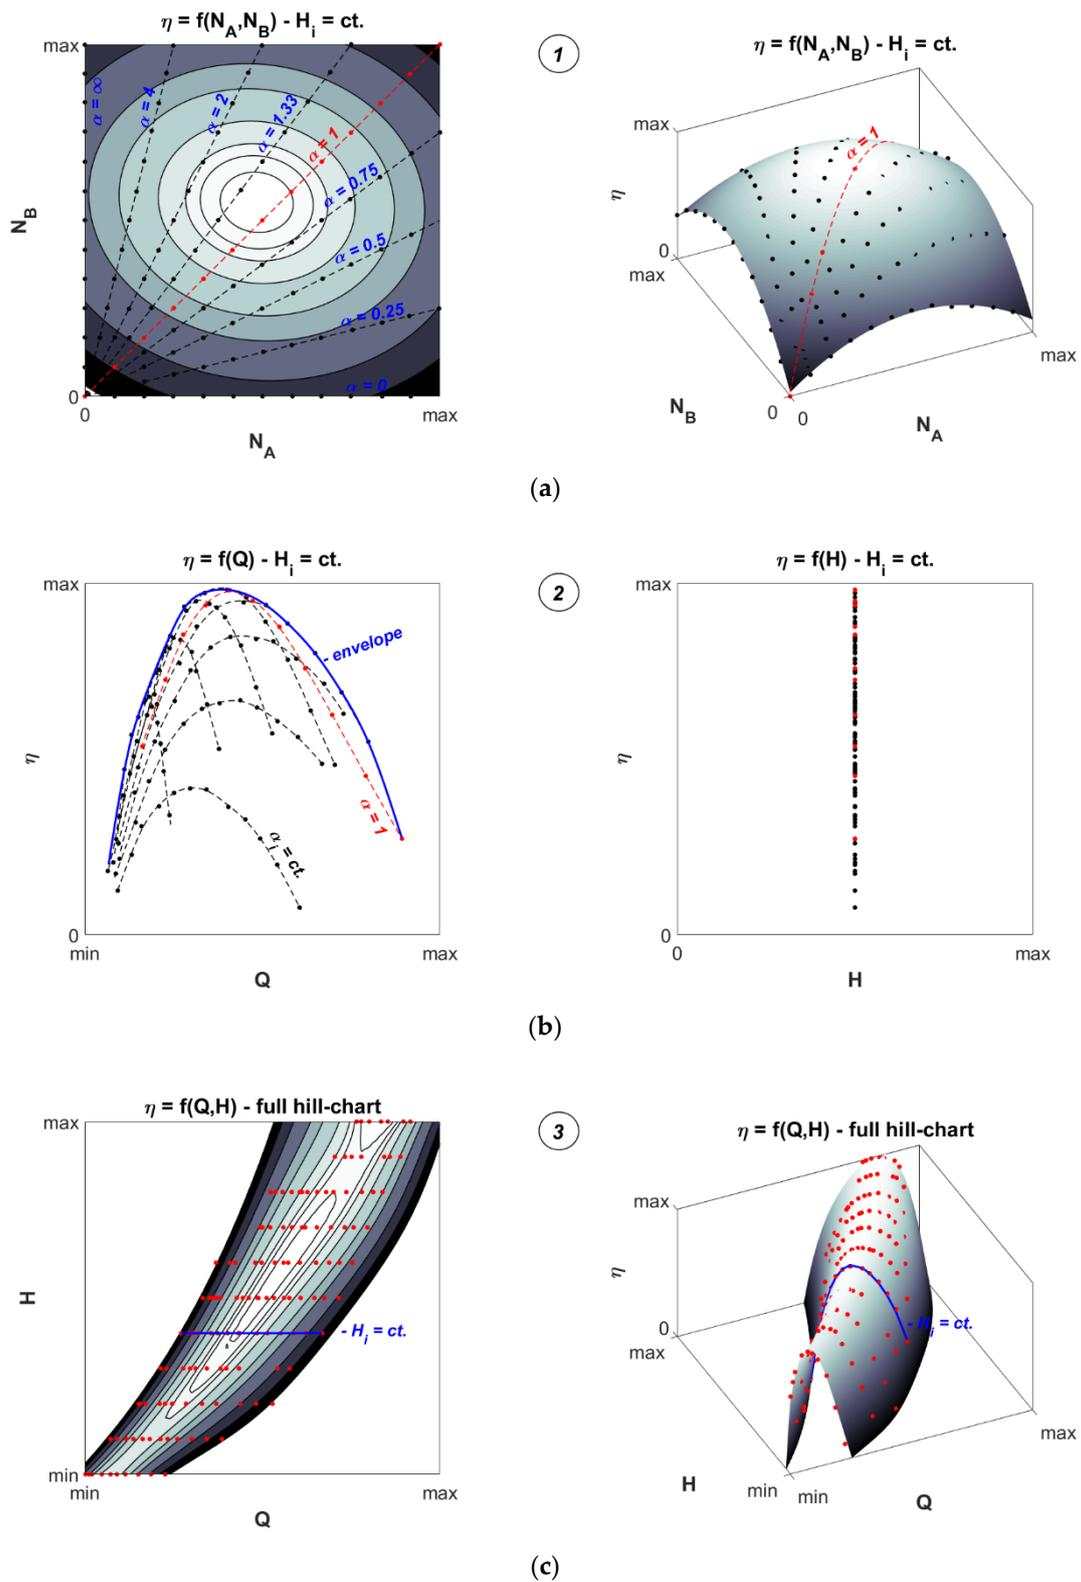 η = f(N_A,N_B) - H_i = ct.
1
η = f(N_A,N_B) - H_i = ct.
max
α = ∞
α = 4
α = 2
α = 1.33
α = 1
α = 0.75
α = 0.5
α = 0.25
α = 0
N_B
0
0
max
N_A
max
α = 1
η
0
max
max
N_B
0
0
N_A
(a)
η = f(Q) - H_i = ct.
2
η = f(H) - H_i = ct.
max
- envelope
η
α = 1
α_i = ct.
0
min
max
Q
max
η
0
0
max
H
(b)
η = f(Q,H) - full hill-chart
3
η = f(Q,H) - full hill-chart
max
H
- H_i = ct.
min
min
max
Q
max
η
0
- H_i = ct.
max
max
H
min
min
Q
(c)